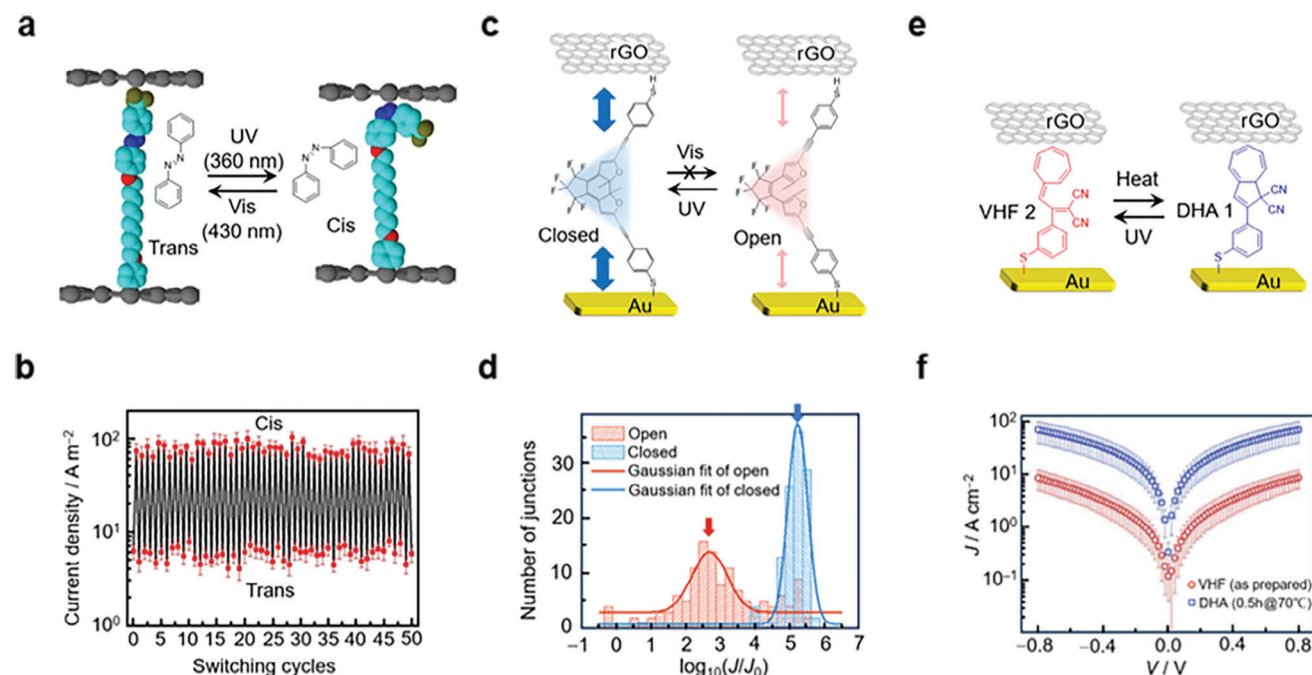 a
UV
(360 nm)
Vis
(430 nm)
Trans
Cis
N
N
N
N
c
rGO
rGO
H
S
H
S
F
F
F
F
F
F
F
F
F
F
F
F
O
O
O
O
Vis
UV
Closed
Open
S
S
Au
Au
e
rGO
rGO
VHF 2
CN
CN
Heat
UV
DHA 1
CN
CN
S
S
Au
Au
b
Cis
Trans
10²
10¹
10⁰
Current density / A m⁻²
0 5 10 15 20 25 30 35 40 45 50
Switching cycles
d
Open
Closed
Gaussian fit of open
Gaussian fit of closed
30
20
10
0
Number of junctions
−1 0 1 2 3 4 5 6 7
log₁₀(J/J₀)
f
10²
10¹
10⁰
10⁻¹
J / A cm⁻²
VHF (as prepared)
DHA (0.5h@70℃)
−0.8 −0.4 0.0 0.4 0.8
V / V